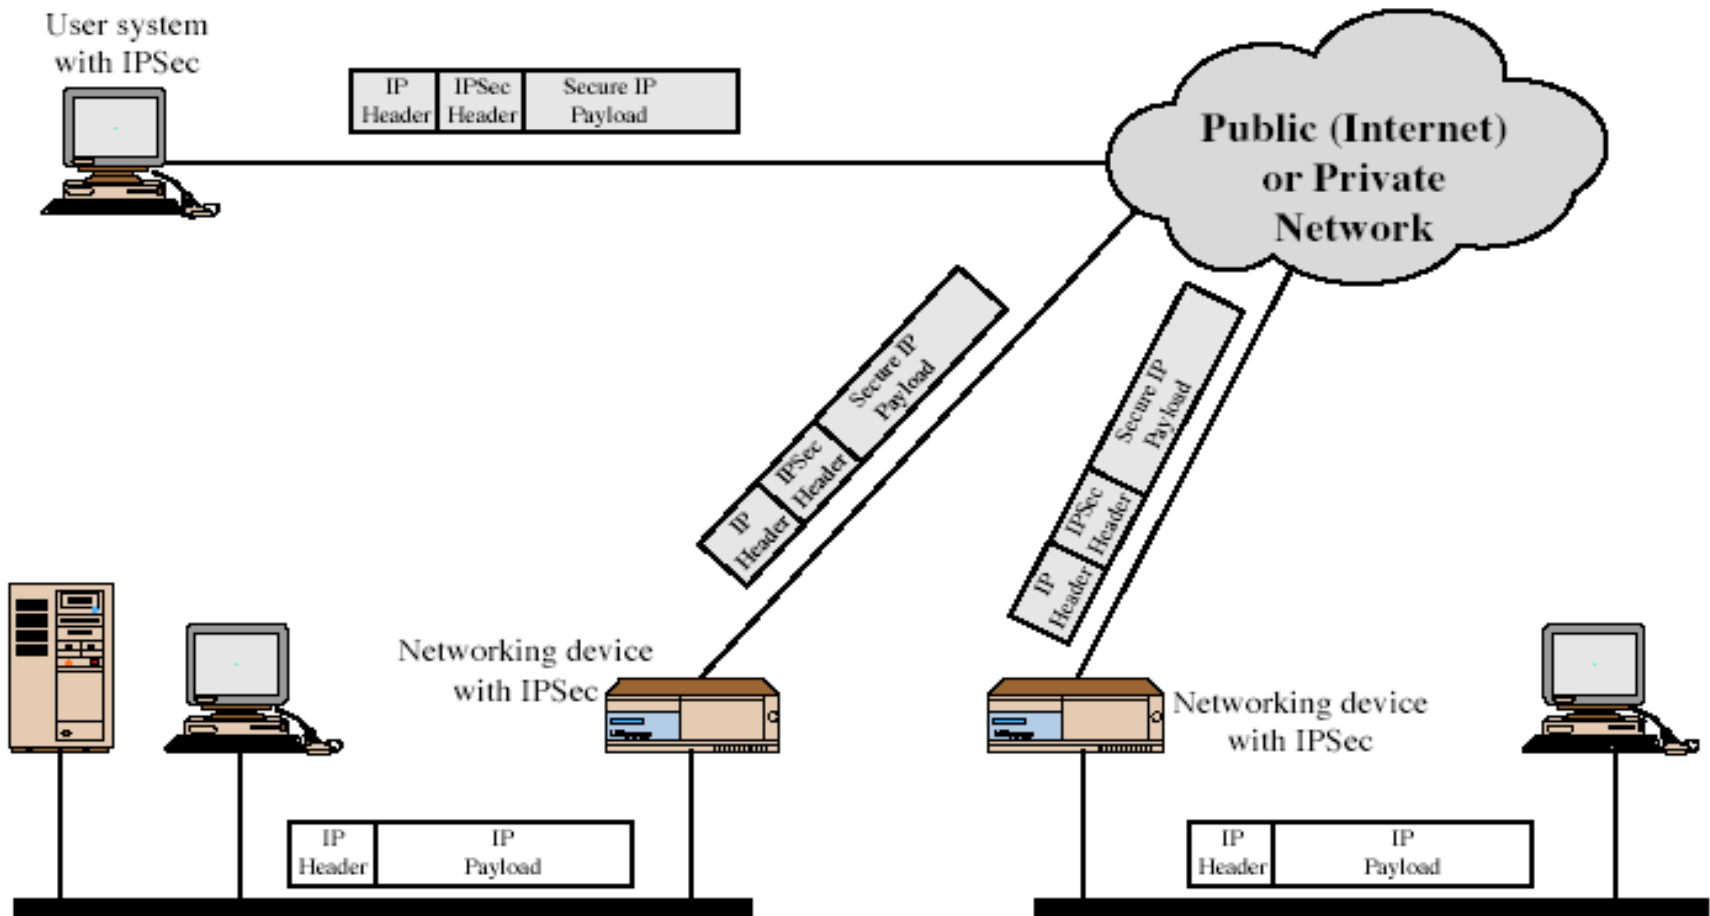 User system
with IPSec
IP
Header
IPSec
Header
Secure IP
Payload
Public (Internet)
or Private
Network
IP
Header
IPSec
Header
Secure IP
Payload
IP
Header
IPSec
Header
Secure IP
Payload
Networking device
with IPSec
Networking device
with IPSec
IP
Header
IP
Payload
IP
Header
IP
Payload